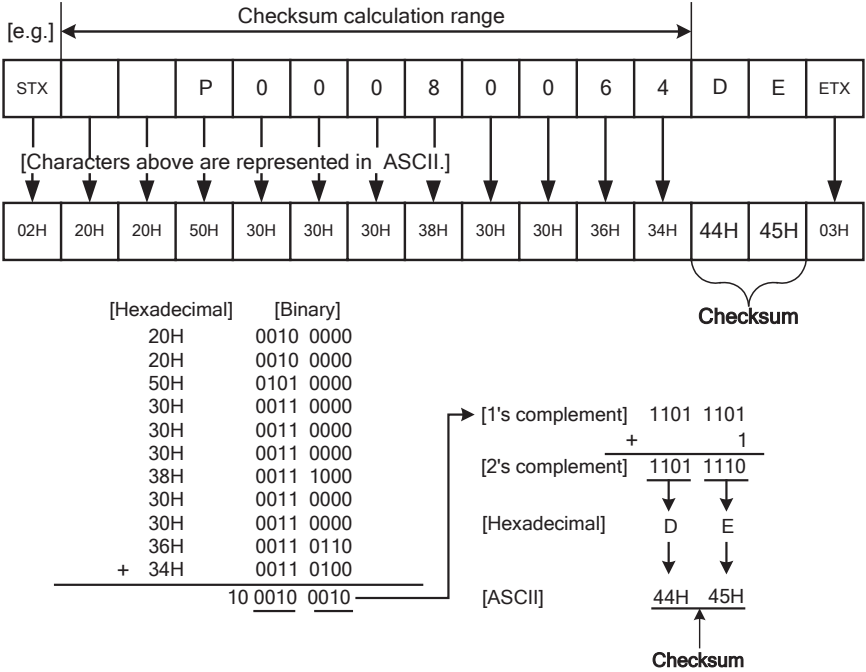 Checksum calculation range
[e.g.]
STX P 0 0 0 8 0 0 6 4 D E ETX
[Characters above are represented in ASCII.]
02H 20H 20H 50H 30H 30H 30H 38H 30H 30H 36H 34H 44H 45H 03H
Checksum
[Hexadecimal] [Binary]
20H 0010 0000
20H 0010 0000
50H 0101 0000
30H 0011 0000
30H 0011 0000
30H 0011 0000
38H 0011 1000
30H 0011 0000
30H 0011 0000
36H 0011 0110
+ 34H 0011 0100
10 0010 0010
[1's complement] 1101 1101
+ 1
[2's complement] 1101 1110
[Hexadecimal] D E
[ASCII] 44H 45H
Checksum